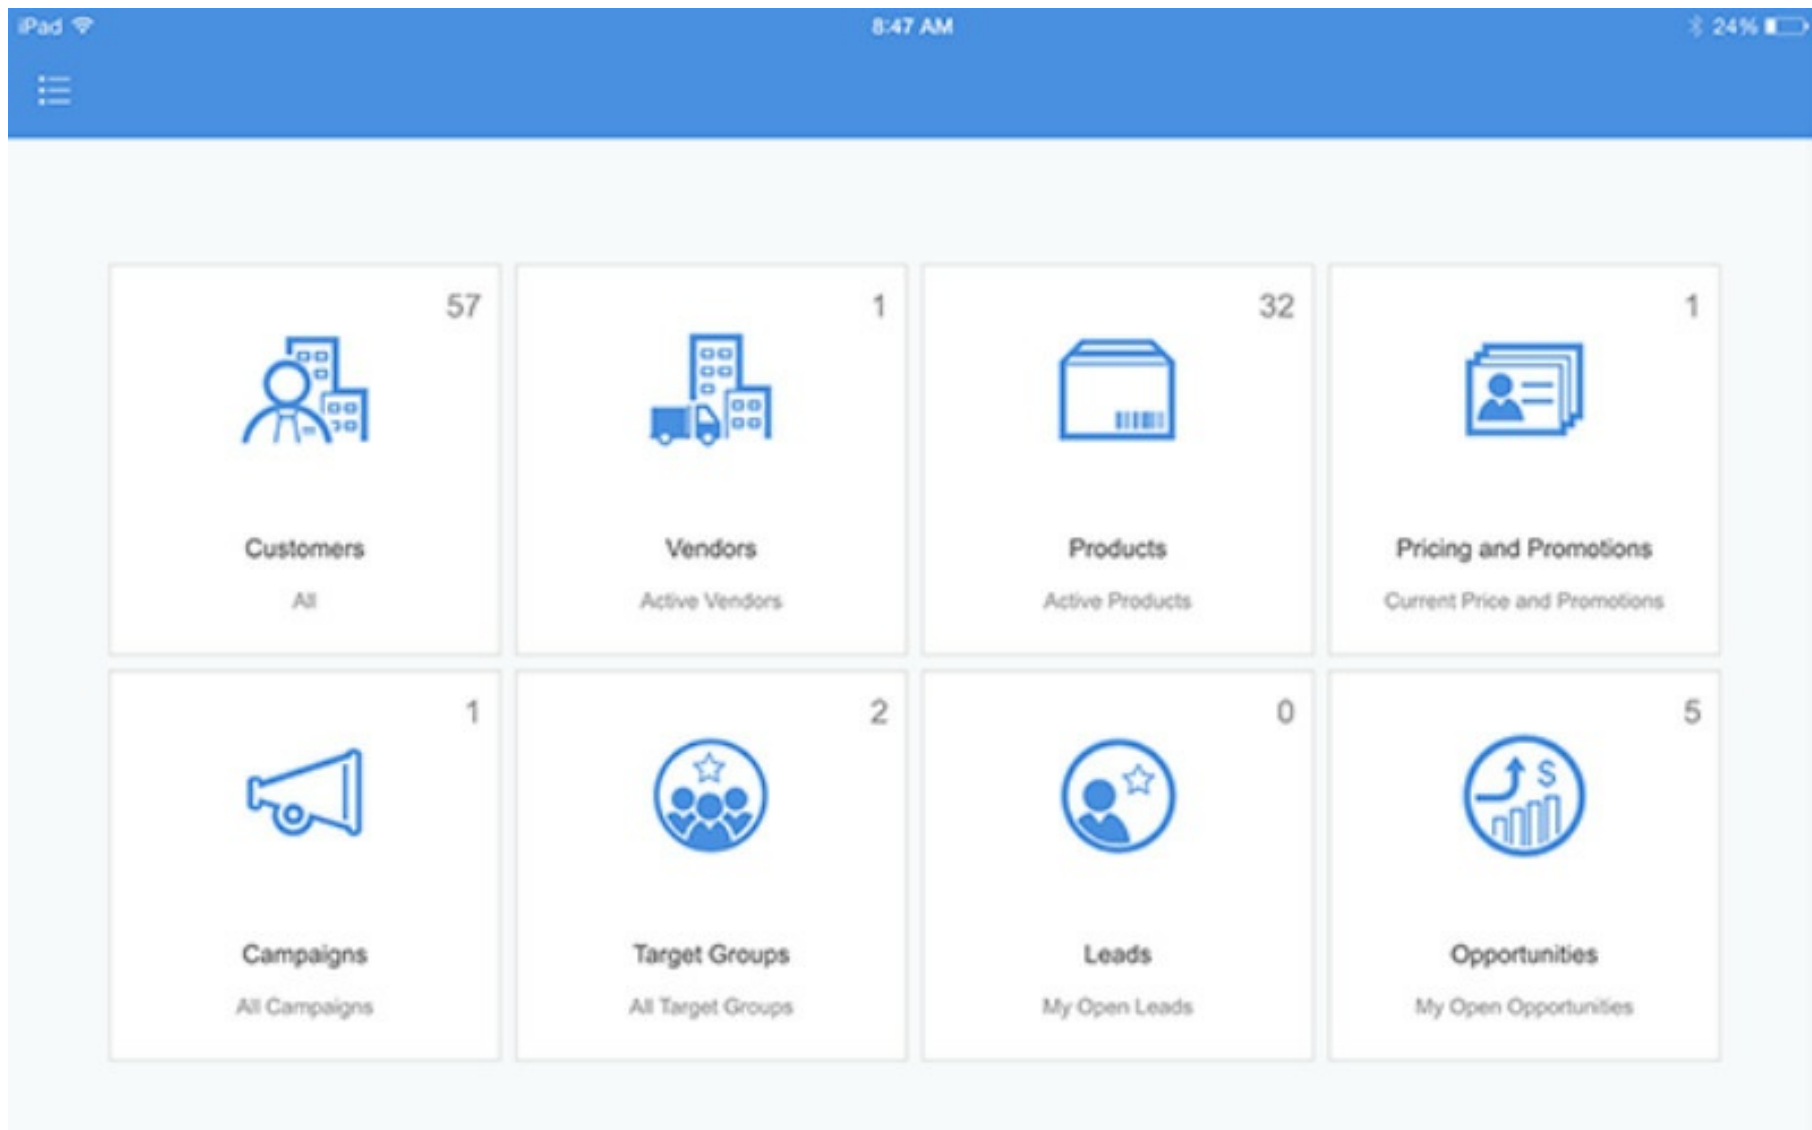 iPad
8:47 AM
24%
57
1
32
1
Customers
Vendors
Products
Pricing and Promotions
All
Active Vendors
Active Products
Current Price and Promotions
1
2
0
5
$
Campaigns
Target Groups
Leads
Opportunities
All Campaigns
All Target Groups
My Open Leads
My Open Opportunities